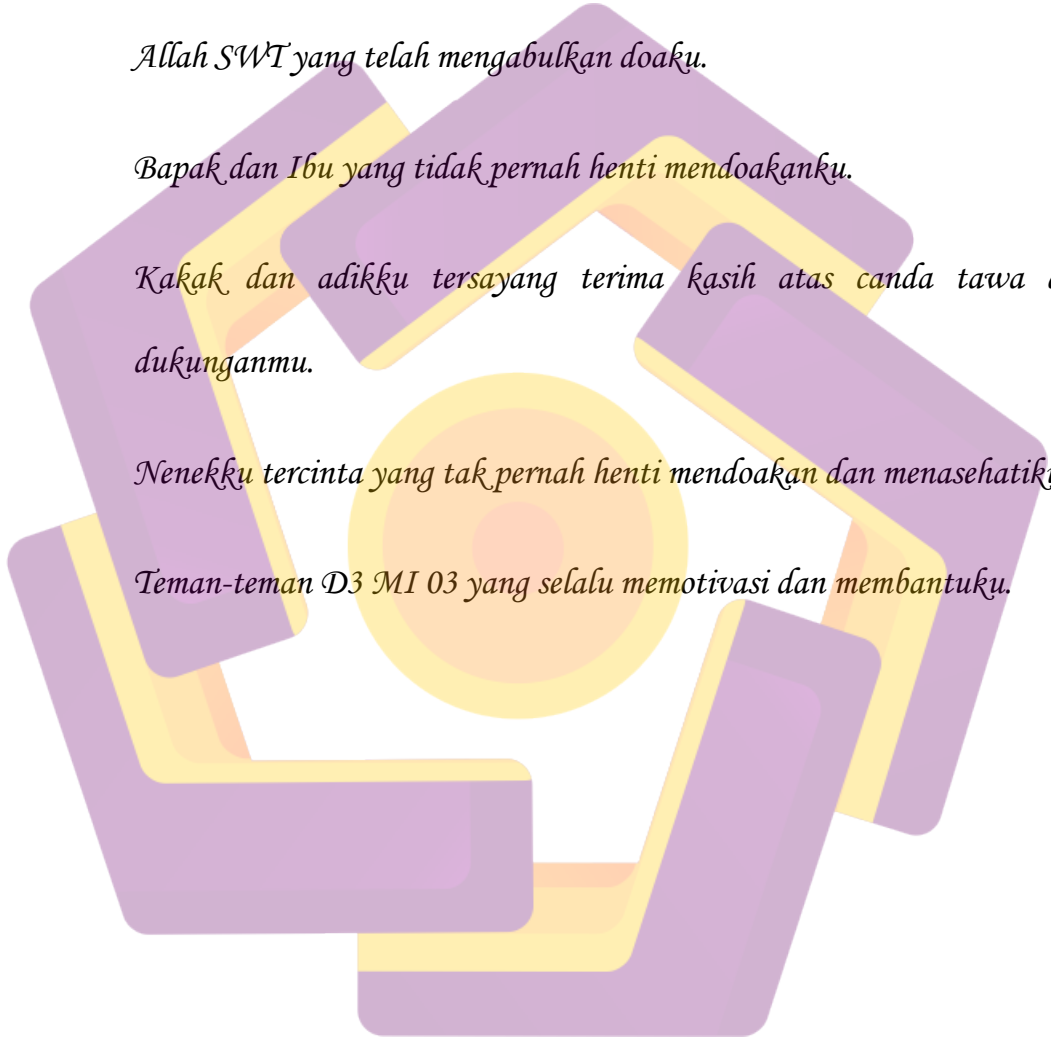 Allah SWT yang telah mengabulkan doaku.
Bapak dan Ibu yang tidak pernah henti mendoakanku.
Kakak dan adikku tersayang terima kasih atas canda tawa
dukunganmu.
Nenekku tercinta yang tak pernah henti mendoakan dan
Teman-teman D3 MI 03 yang selalu memotivasi dan membantuku.